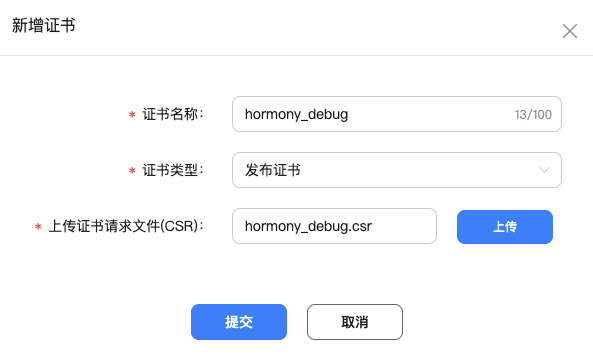 新增证书
* 证书名称: hormony_debug 13/100
* 证书类型: 发布证书
* 上传证书请求文件(CSR): hormony_debug.csr 上传
提交 取消